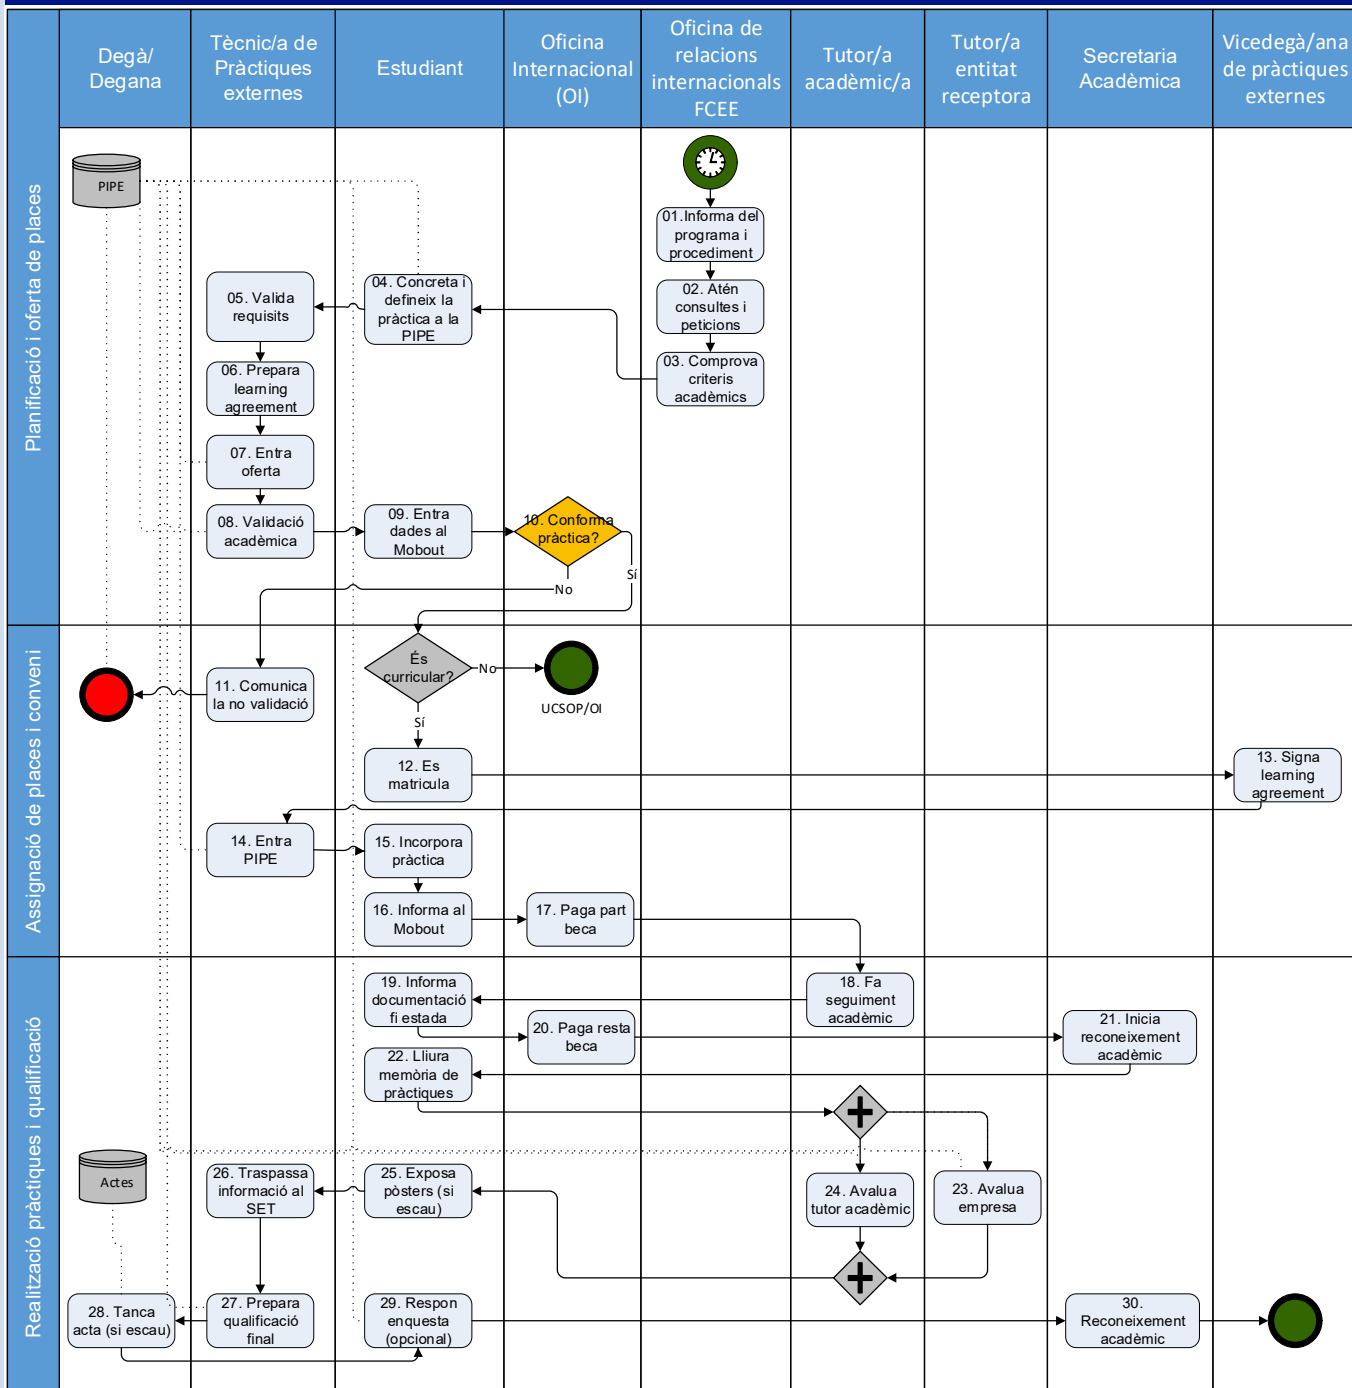 Degà/
Degana
Tècnic/a de
Pràctiques
externes
Estudiant
Oficina
Internacional
(OI)
Oficina de
relacions
internacionals
FCEE
Tutor/a
acadèmic/a
Tutor/a
entitat
receptora
Secretaria
Acadèmica
Vicedegà/ana
de pràctiques
externes
Planificació i oferta de places
PIPE
01.Informa del
programa i
procediment
02. Atén
consultes i
peticions
03. Comprova
criteris
acadèmics
04. Concreta i
defineix la
pràctica a la
PIPE
05. Valida
requisits
06. Prepara
learning
agreement
07. Entra
oferta
08. Validació
acadèmica
09. Entra
dades al
Mobout
10. Conforma
pràctica?
Sí
No
Assignació de places i conveni
És
curricular?
No
UCSOP/OI
Sí
11. Comunica
la no validació
12. Es
matricula
13. Signa
learning
agreement
14. Entra
PIPE
15. Incorpora
pràctica
16. Informa al
Mobout
17. Paga part
beca
Realització pràctiques i qualificació
18. Fa
seguiment
acadèmic
19. Informa
documentació
fi estada
20. Paga resta
beca
21. Inicia
reconeixement
acadèmic
22. Lliura
memòria de
pràctiques
Actes
26. Traspassa
informació al
SET
25. Exposa
pòsters (si
escau)
24. Avalua
tutor acadèmic
23. Avalua
empresa
28. Tanca
acta (si escau)
27. Prepara
qualificació
final
29. Respon
enquesta
(opcional)
30.
Reconeixement
acadèmic